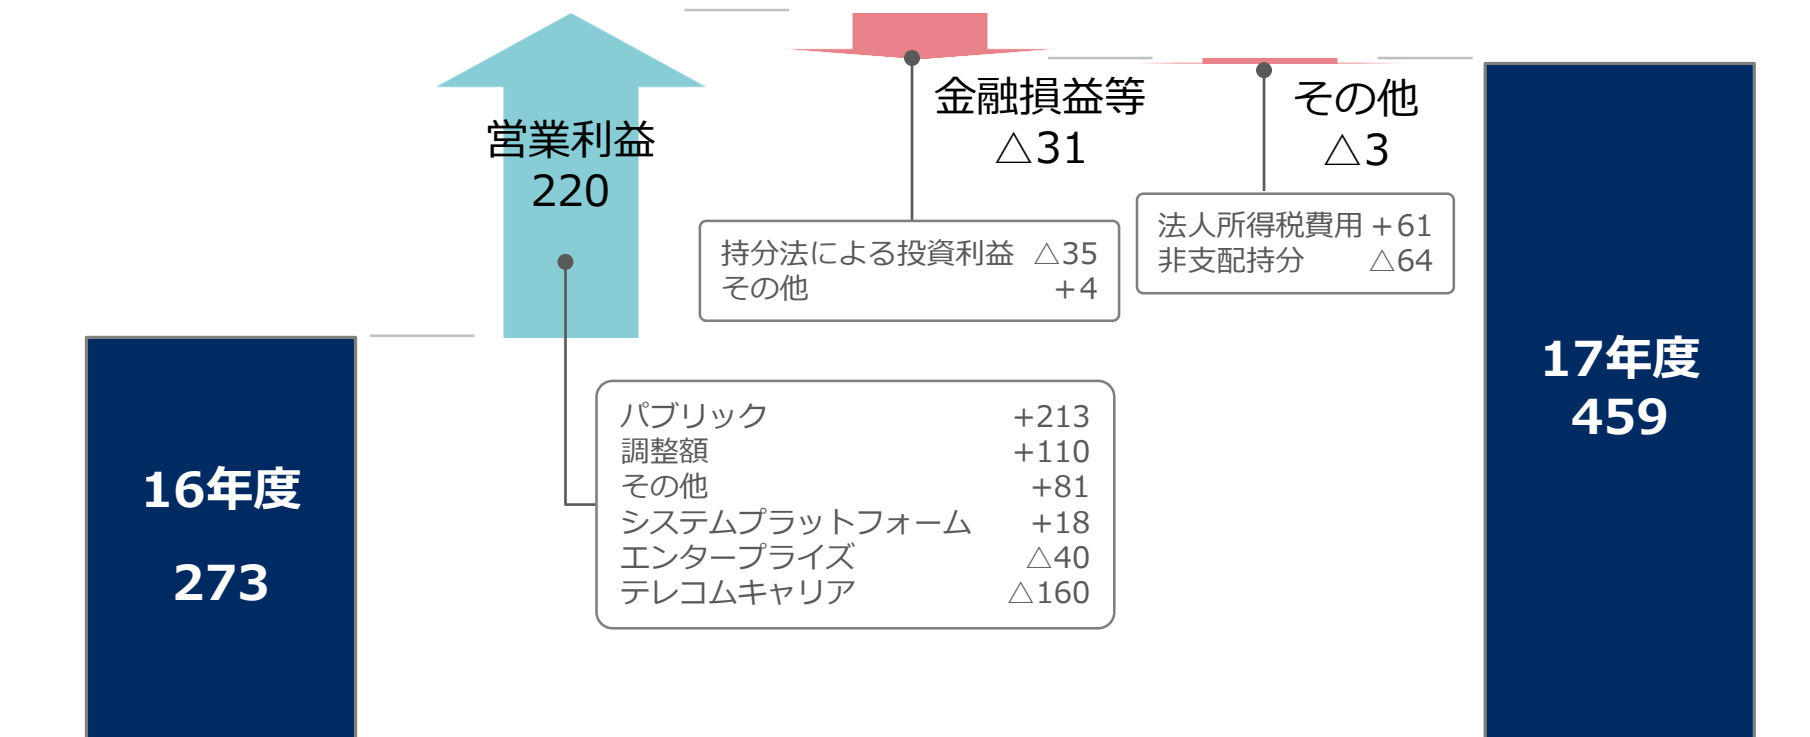 営業利益
220
金融損益等
△31
その他
△3
持分法による投資利益 △35
その他 +4
法人所得税費用 +61
非支配持分 △64
16年度
273
パブリック +213
調整額 +110
その他 +81
システムプラットフォーム +18
エンタープライズ △40
テレコムキャリア △160
17年度
459